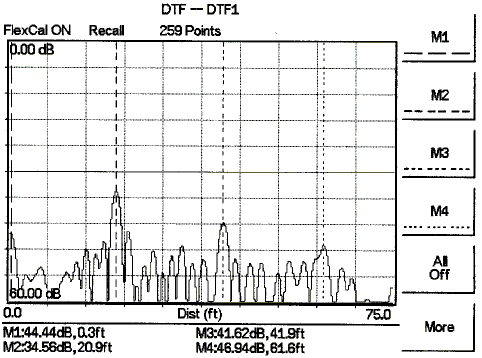 DTF -- DTF1
FlexCal ON Recall 259 Points
M1
0.00 dB
M2
M3
M4
All
Off
60.00 dB
0.0 Dist (ft) 75.0
More
M1:44.44dB,0.3ft M3:41.62dB,41.9ft
M2:34.56dB,20.9ft M4:46.94dB,61.6ft